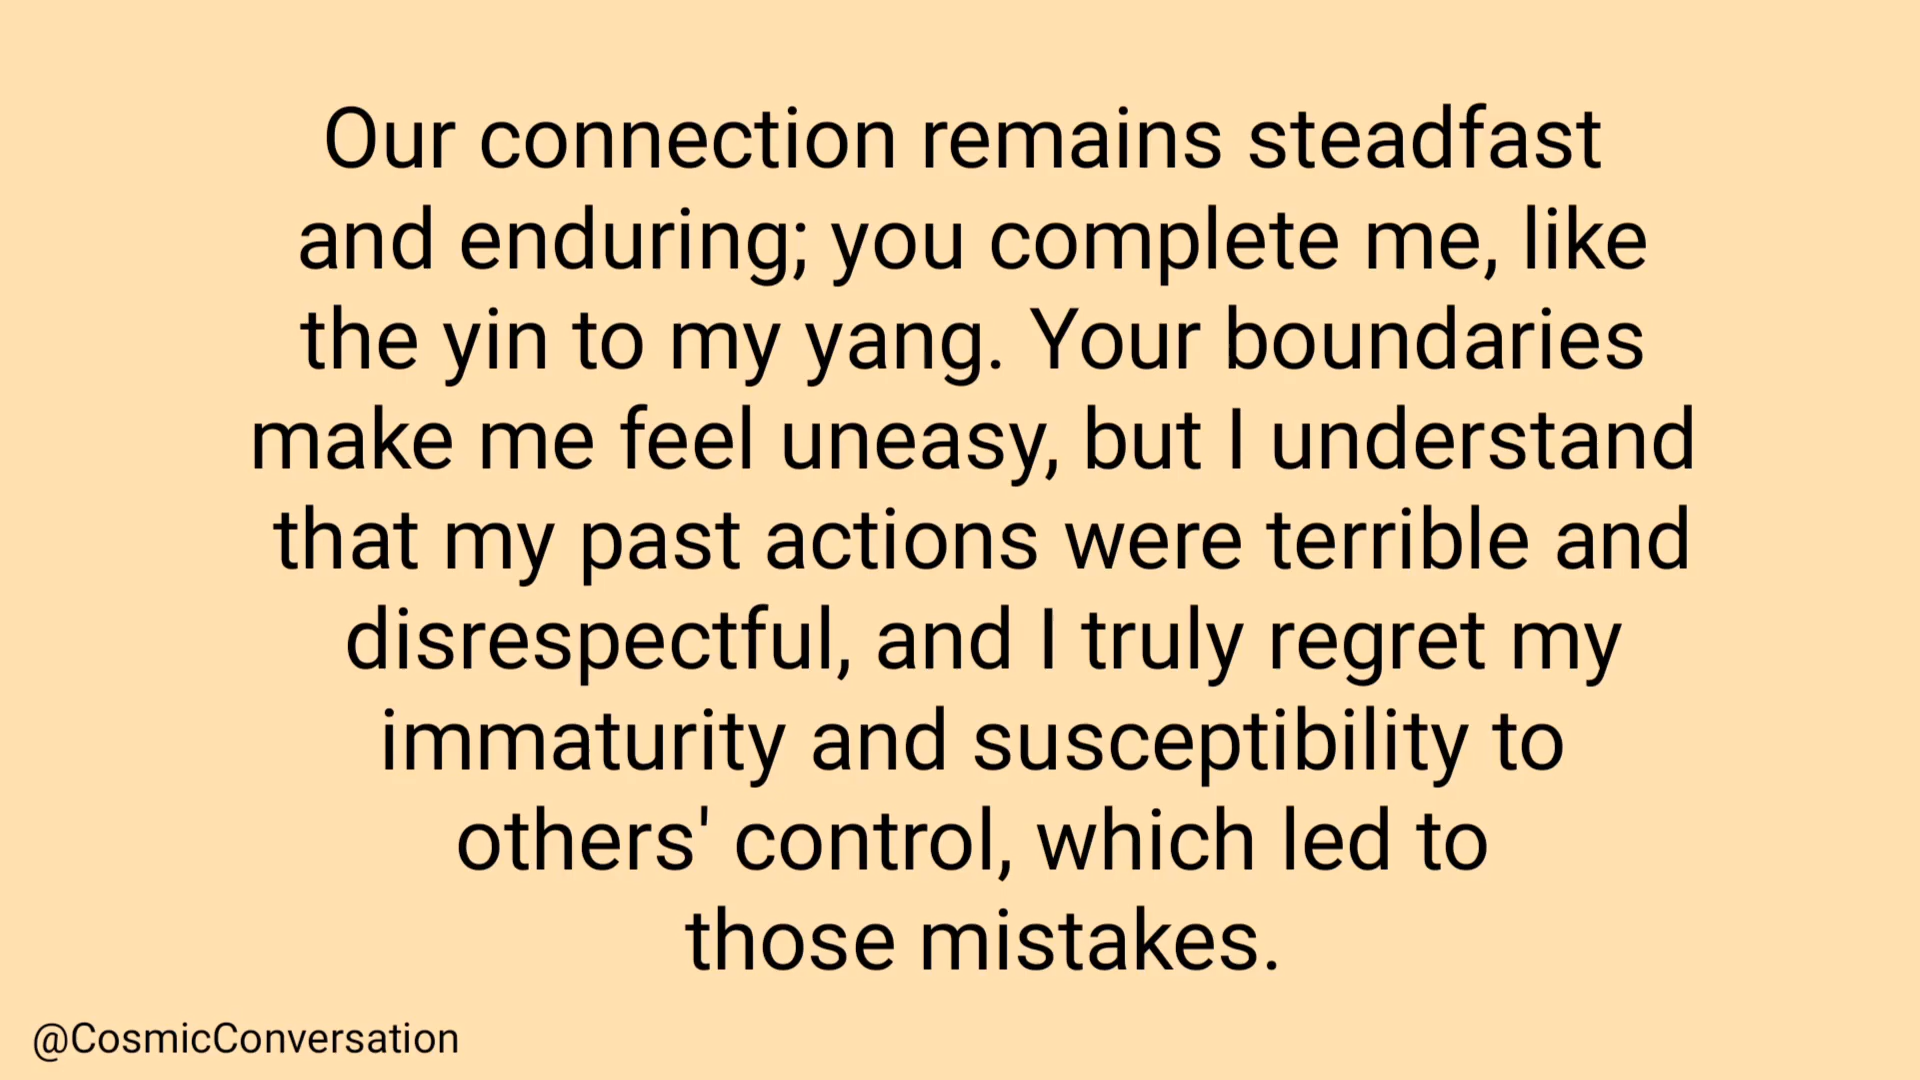 Our connection remains steadfast
and enduring; you complete me, like
the yin to my yang. Your boundaries
make me feel uneasy, but I understand
that my past actions were terrible and
disrespectful, and I truly regret my
immaturity and susceptibility to
others' control, which led to
those mistakes.
@CosmicConversation